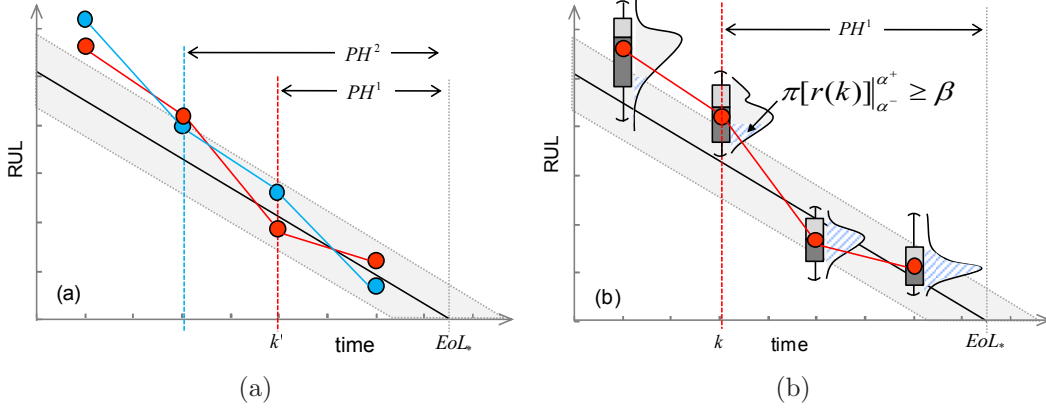 PH²
PH¹
RUL
(a)
k'
time
EoL*
(a)
PH¹
π[r(k)]|α⁺α⁻ ≥ β
RUL
(b)
k
time
EoL*
(b)